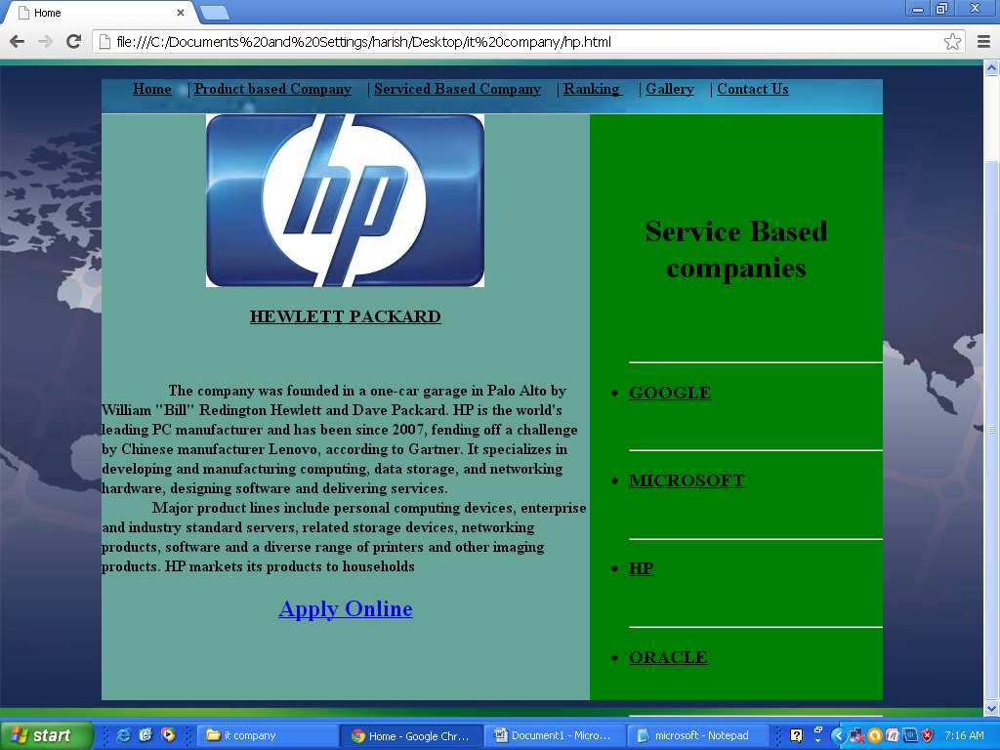 Home
file:///C:/Documents%20and%20Settings/harish/Desktop/it%20company/hp.html
Home | Product based Company | Serviced Based Company | Ranking | Gallery | Contact Us
hp
HEWLETT PACKARD
The company was founded in a one-car garage in Palo Alto by
William "Bill" Redington Hewlett and Dave Packard. HP is the world's
leading PC manufacturer and has been since 2007, fending off a challenge
by Chinese manufacturer Lenovo, according to Gartner. It specializes in
developing and manufacturing computing, data storage, and networking
hardware, designing software and delivering services.
Major product lines include personal computing devices, enterprise
and industry standard servers, related storage devices, networking
products, software and a diverse range of printers and other imaging
products. HP markets its products to households
Apply Online
Service Based
companies
GOOGLE
MICROSOFT
HP
ORACLE
start
it company
Home - Google Chr...
Document1 - Micro...
microsoft - Notepad
7:16 AM